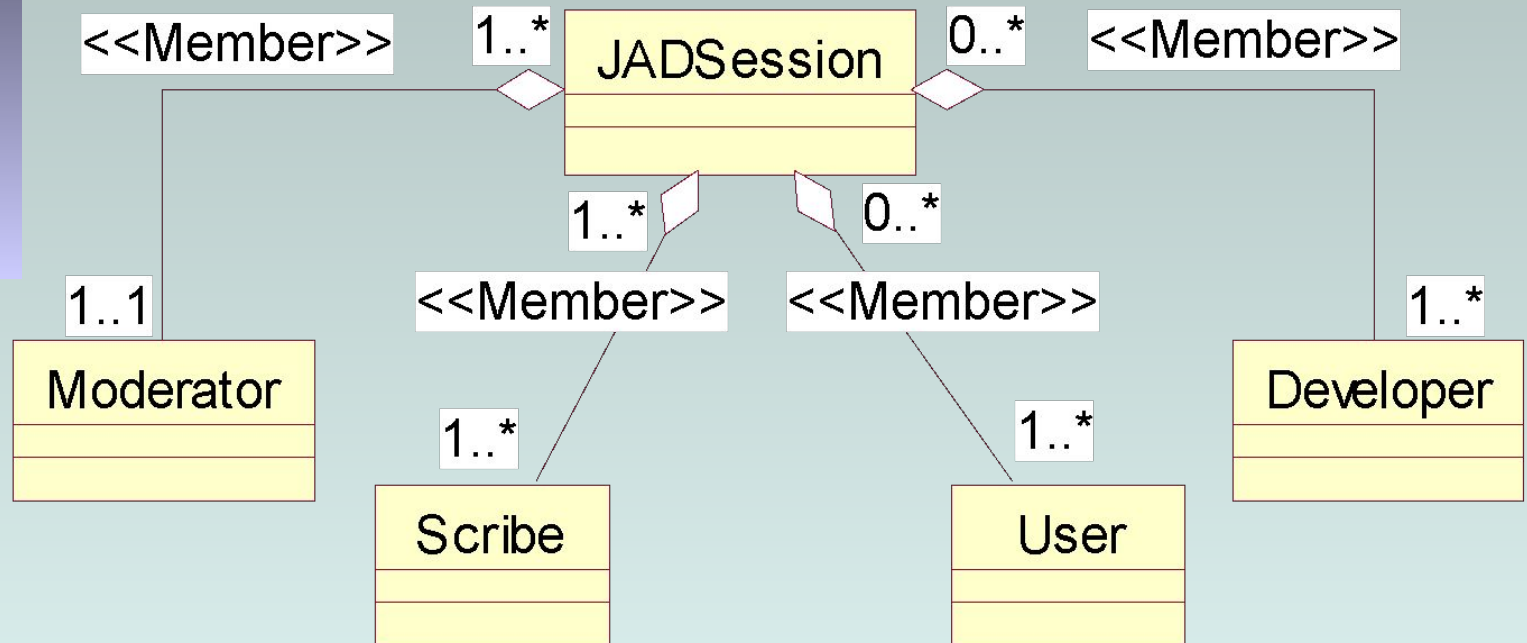 <<Member>>
1..*
JADSession
0..*
<<Member>>
1..*
0..*
<<Member>>
<<Member>>
1..1
1..*
Moderator
Developer
1..*
1..*
Scribe
User